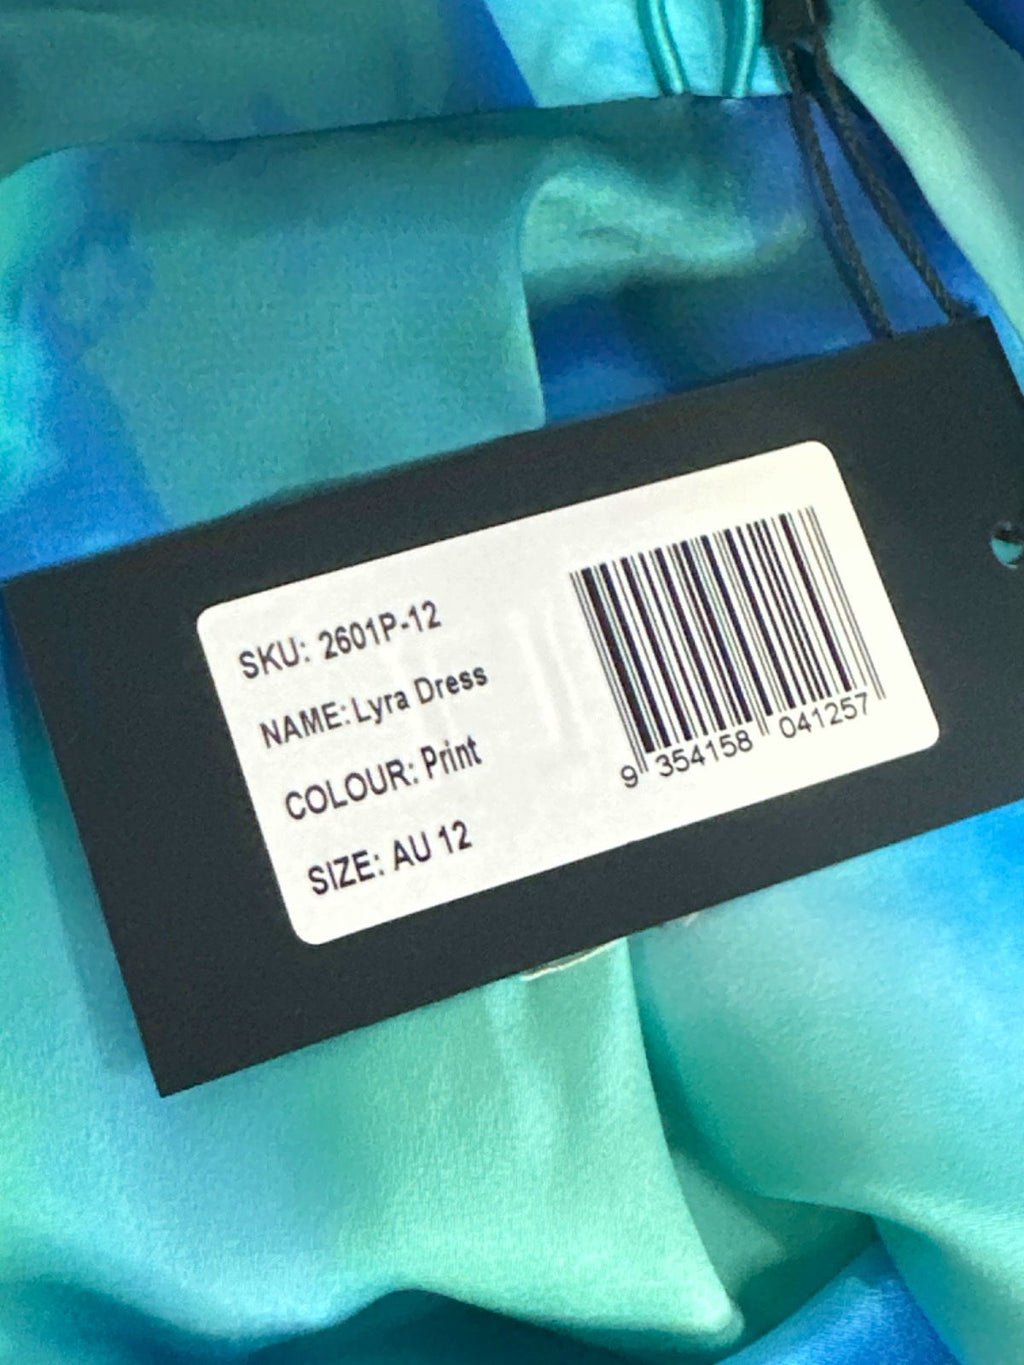 SKU: 2601P-12
NAME: Lyra Dress
COLOUR: Print
SIZE: AU 12
9 354158 041257